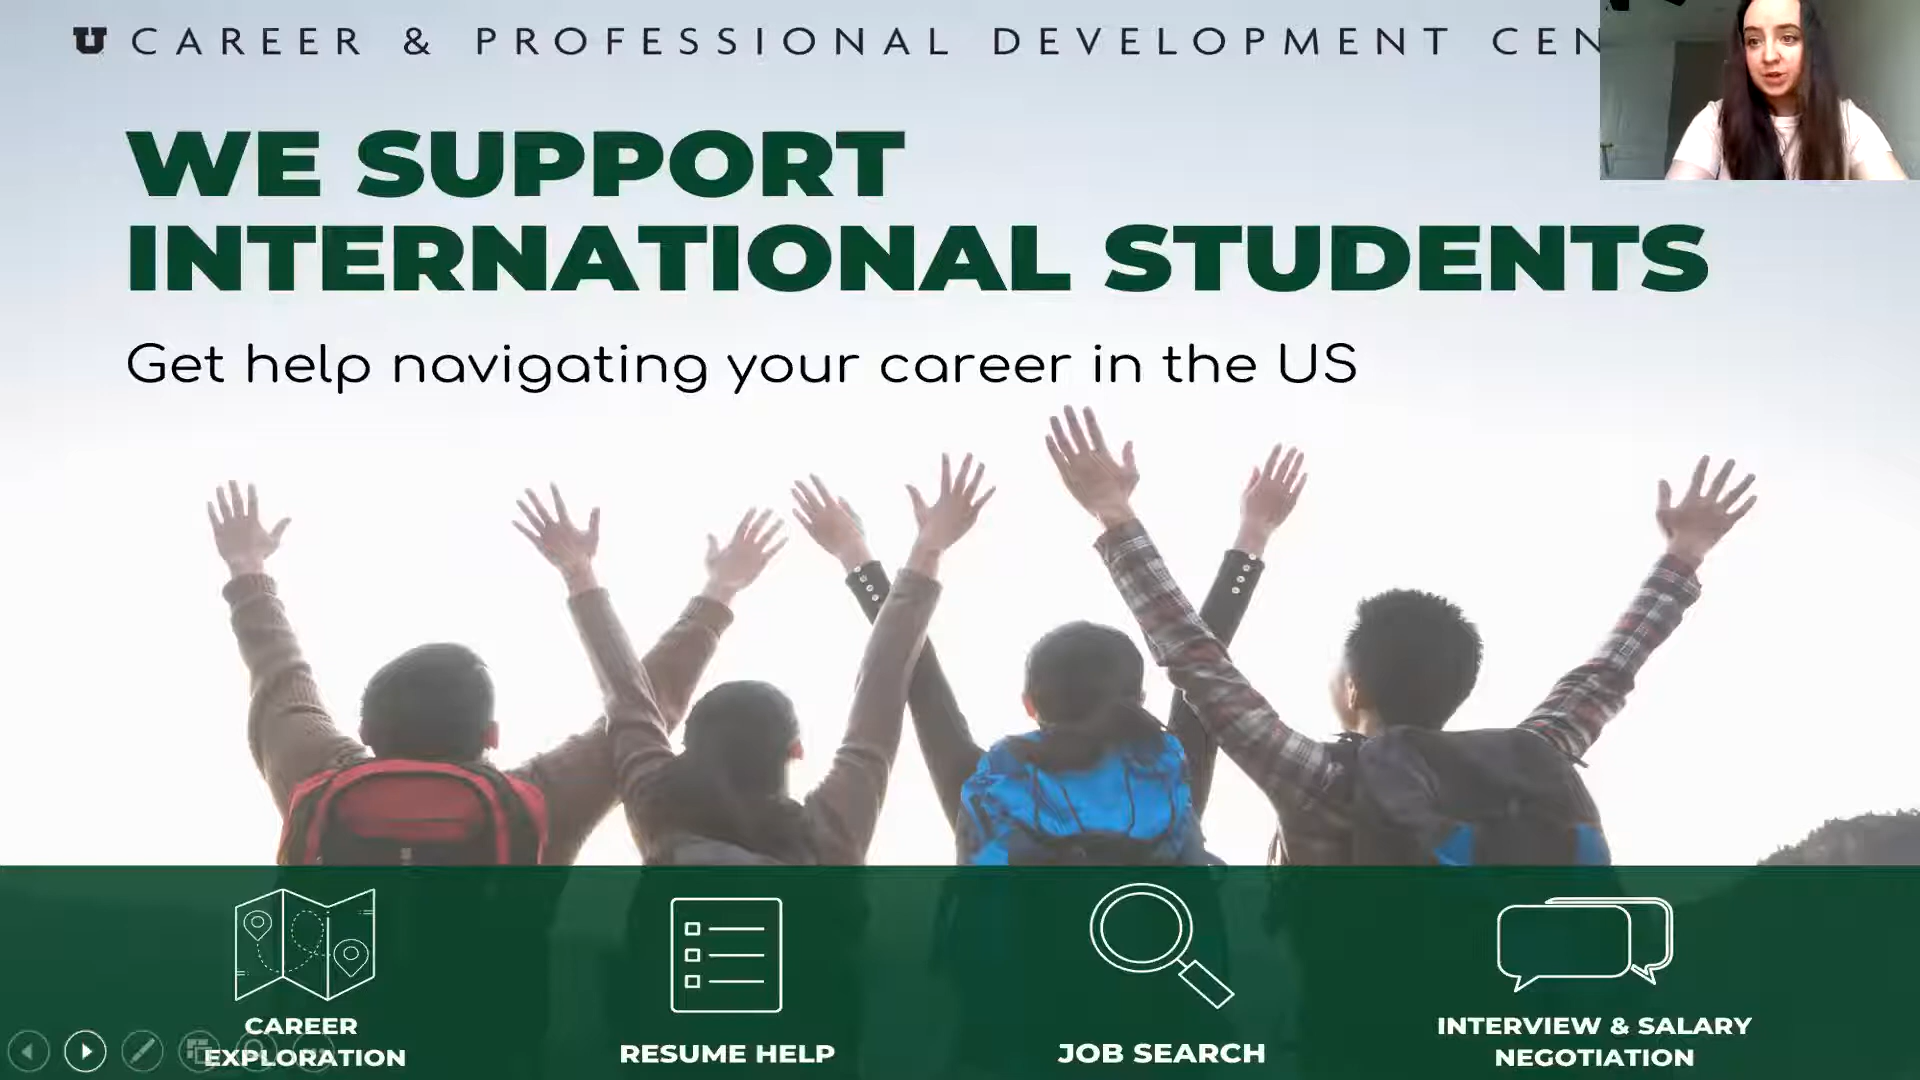 U CAREER & PROFESSIONAL DEVELOPMENT CEN
WE SUPPORT
INTERNATIONAL STUDENTS
Get help navigating your career in the US
CAREER
EXPLORATION
RESUME HELP
JOB SEARCH
INTERVIEW & SALARY
NEGOTIATION